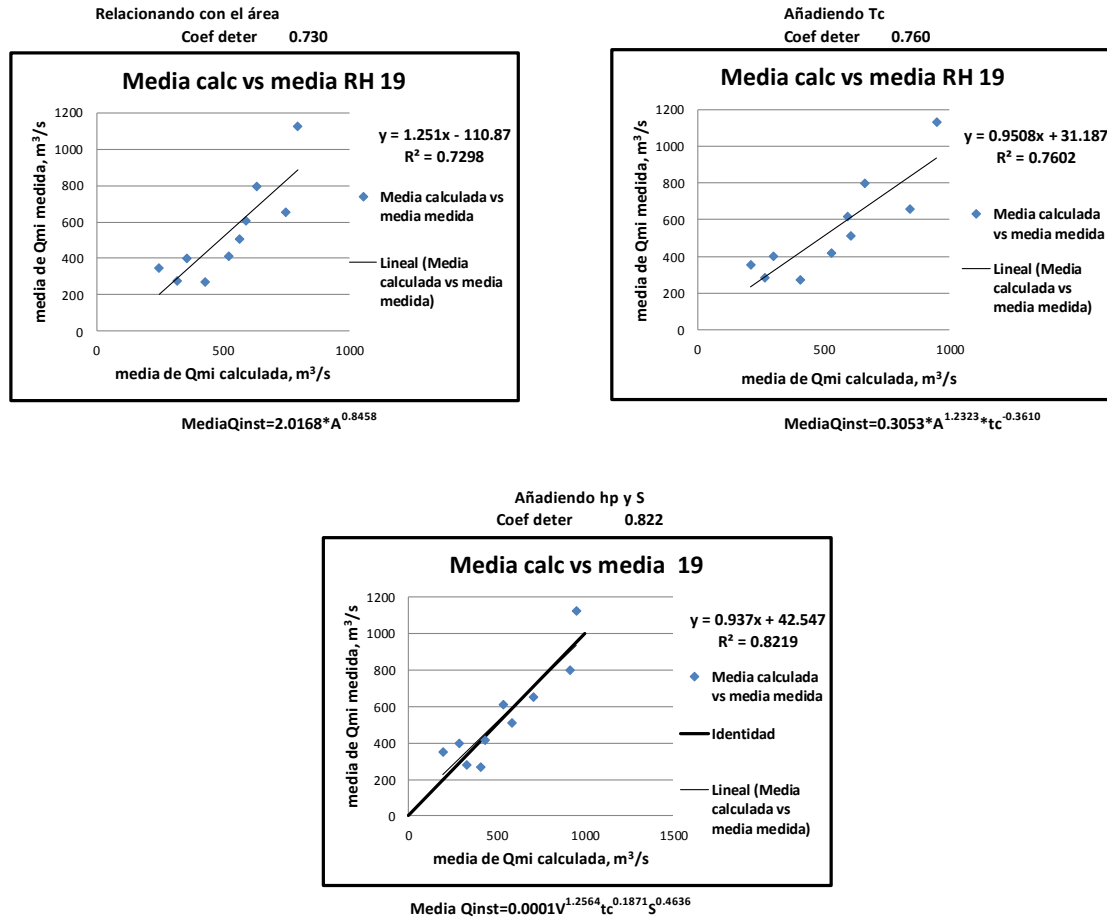 Relacionando con el área
Coef deter 0.730
Media calc vs media RH 19
y = 1.251x - 110.87
R² = 0.7298
Media calculada vs
media medida
Lineal (Media
calculada vs media
medida)
1200
1000
800
600
400
200
0
0 500 1000
media de Qmi medida, m³/s
media de Qmi calculada, m³/s
MediaQinst=2.0168*A^0.8458
Añadiendo Tc
Coef deter 0.760
Media calc vs media RH 19
y = 0.9508x + 31.187
R² = 0.7602
Media calculada
vs media medida
Lineal (Media
calculada vs
media medida)
1200
1000
800
600
400
200
0
0 500 1000
media de Qmi medida, m³/s
media de Qmi calculada, m³/s
MediaQinst=0.3053*A^1.2323*tc^-0.3610
Añadiendo hp y S
Coef deter 0.822
Media calc vs media 19
y = 0.937x + 42.547
R² = 0.8219
Media calculada
vs media medida
Identidad
Lineal (Media
calculada vs
media medida)
1200
1000
800
600
400
200
0
0 500 1000 1500
media de Qmi medida, m³/s
media de Qmi calculada, m³/s
Media Qinst=0.0001V^1.2564 tc^0.1871 S^0.4636